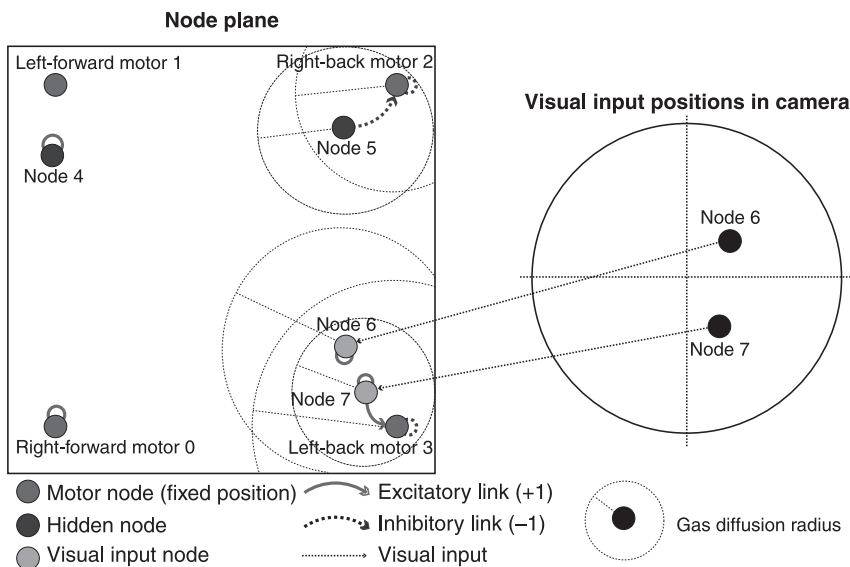 Node plane
Left-forward motor 1
Right-back motor 2
Node 5
Node 4
Node 6
Node 7
Right-forward motor 0
Left-back motor 3
Visual input positions in camera
Node 6
Node 7
Motor node (fixed position)
Excitatory link (+1)
Hidden node
Inhibitory link (–1)
Gas diffusion radius
Visual input node
Visual input